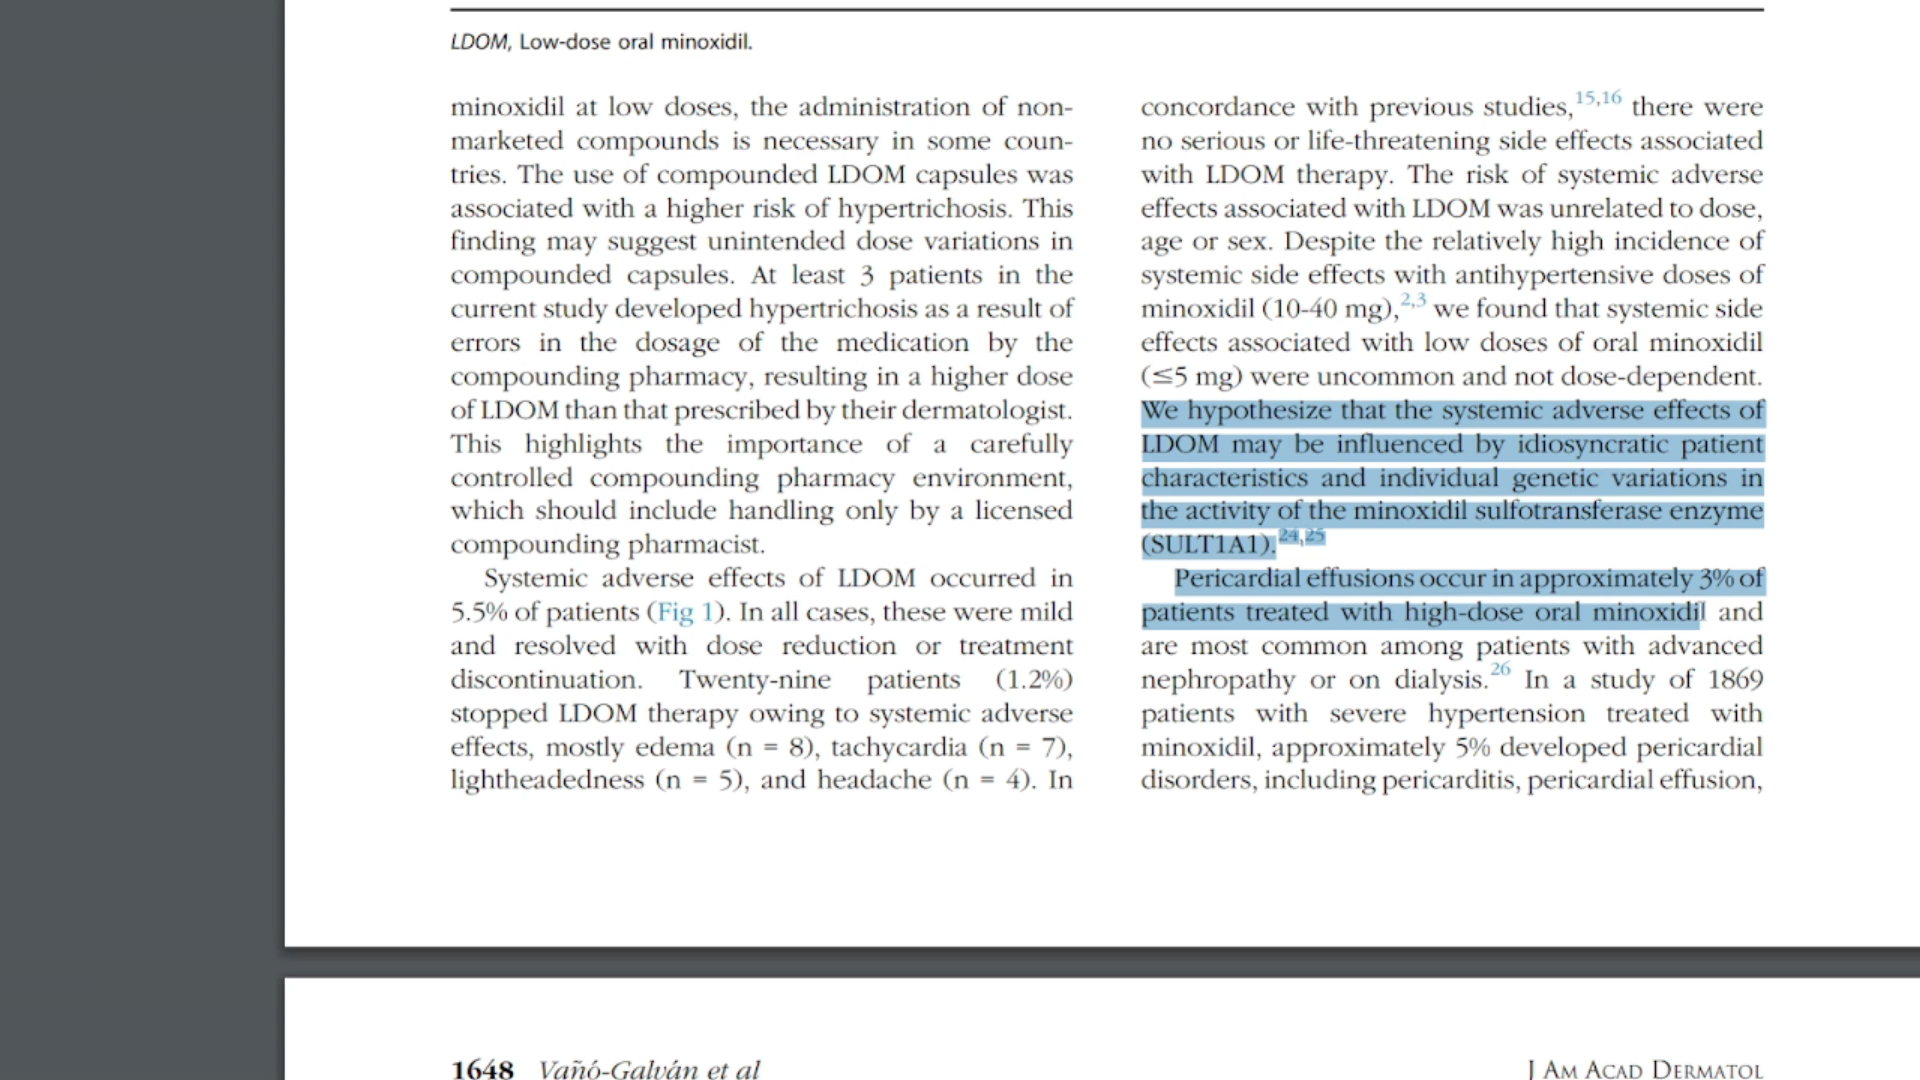 LDOM, Low-dose oral minoxidil.
minoxidil at low doses, the administration of non-
marketed compounds is necessary in some coun-
tries. The use of compounded LDOM capsules was
associated with a higher risk of hypertrichosis. This
finding may suggest unintended dose variations in
compounded capsules. At least 3 patients in the
current study developed hypertrichosis as a result of
errors in the dosage of the medication by the
compounding pharmacy, resulting in a higher dose
of LDOM than that prescribed by their dermatologist.
This highlights the importance of a carefully
controlled compounding pharmacy environment,
which should include handling only by a licensed
compounding pharmacist.
Systemic adverse effects of LDOM occurred in
5.5% of patients (Fig 1). In all cases, these were mild
and resolved with dose reduction or treatment
discontinuation. Twenty-nine patients (1.2%)
stopped LDOM therapy owing to systemic adverse
effects, mostly edema (n = 8), tachycardia (n = 7),
lightheadedness (n = 5), and headache (n = 4). In
concordance with previous studies,15,16 there were
no serious or life-threatening side effects associated
with LDOM therapy. The risk of systemic adverse
effects associated with LDOM was unrelated to dose,
age or sex. Despite the relatively high incidence of
systemic side effects with antihypertensive doses of
minoxidil (10-40 mg),2,3 we found that systemic side
effects associated with low doses of oral minoxidil
(≤5 mg) were uncommon and not dose-dependent.
We hypothesize that the systemic adverse effects of
LDOM may be influenced by idiosyncratic patient
characteristics and individual genetic variations in
the activity of the minoxidil sulfotransferase enzyme
(SULT1A1).24,25
Pericardial effusions occur in approximately 3% of
patients treated with high-dose oral minoxidil and
are most common among patients with advanced
nephropathy or on dialysis.26 In a study of 1869
patients with severe hypertension treated with
minoxidil, approximately 5% developed pericardial
disorders, including pericarditis, pericardial effusion,
1648 Vañó-Galván et al
J AM ACAD DERMATOL